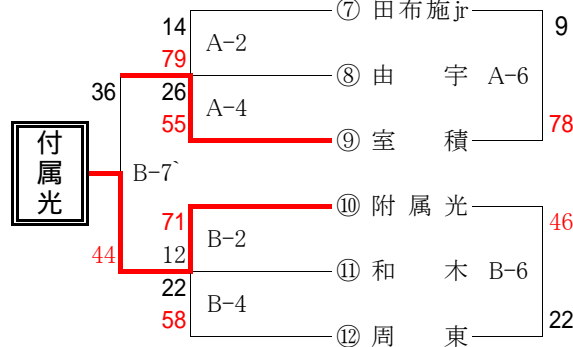 ⑦ 田布施jr
14
9
A-2
79
⑧ 由 宇
A-6
36
26
A-4
55
78
⑨ 室 積
付属光
B-7`
⑩ 附属光
71
46
B-2
44
12
⑪ 和 木
B-6
22
B-4
58
22
⑫ 周 東